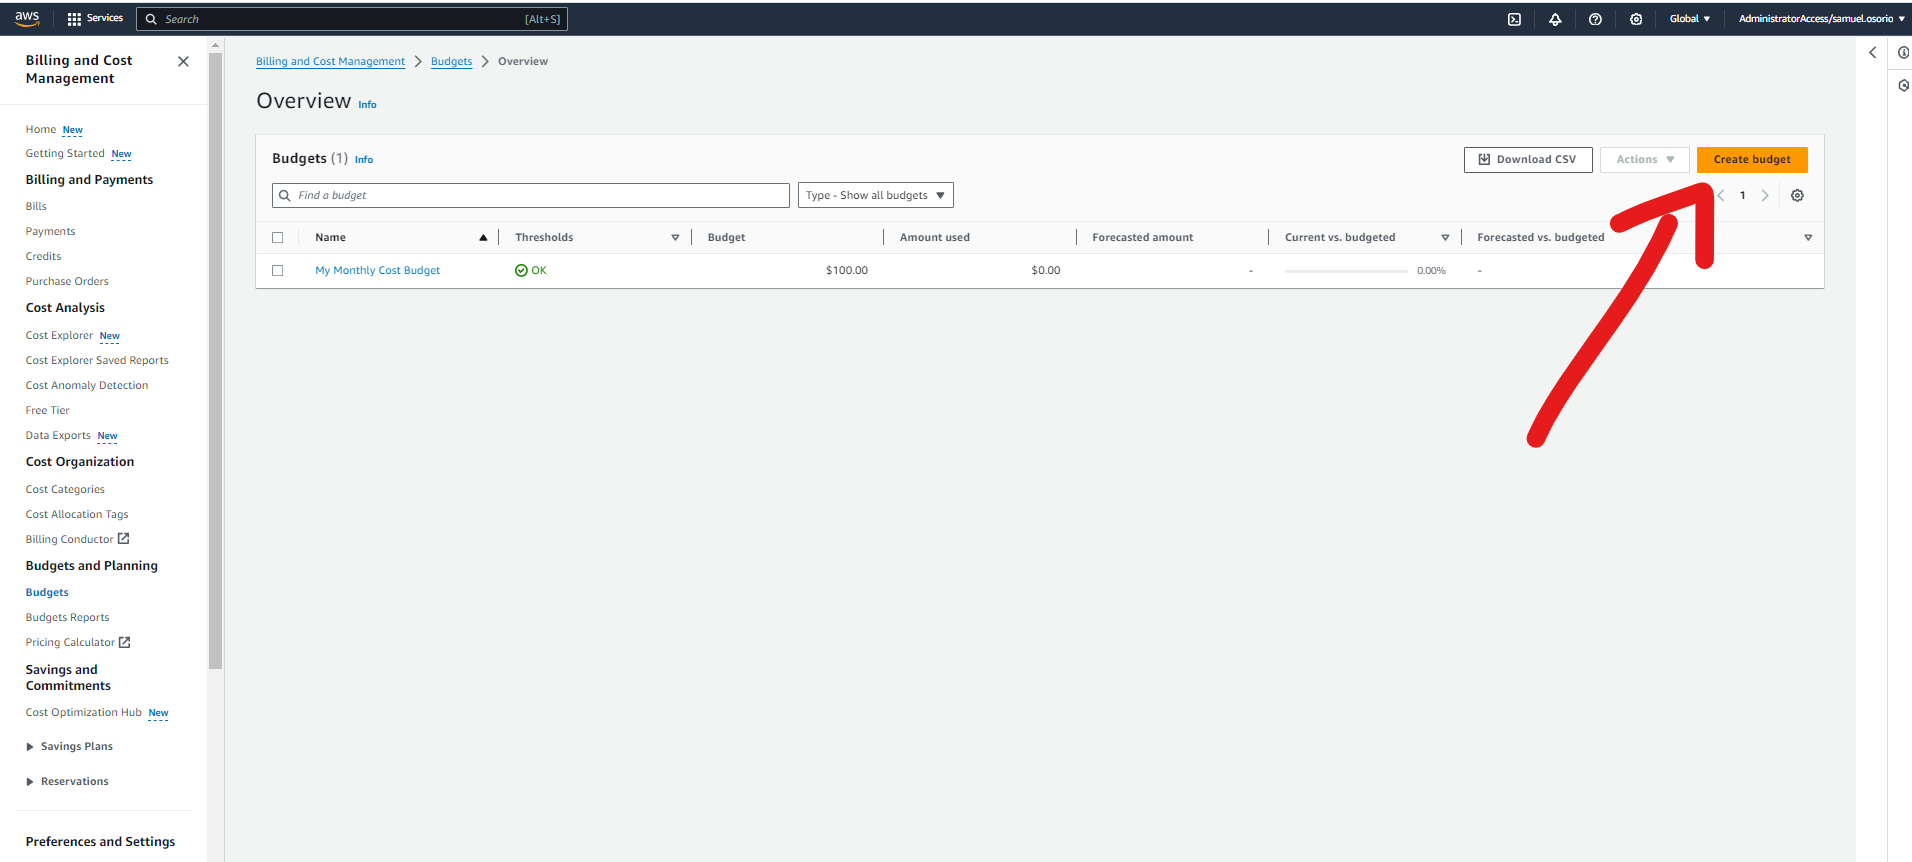 aws Services Search [Alt+S] Global AdministratorAccess/samuel.osorio
Billing and Cost
Management
Home New
Getting Started New
Billing and Payments
Bills
Payments
Credits
Purchase Orders
Cost Analysis
Cost Explorer New
Cost Explorer Saved Reports
Cost Anomaly Detection
Free Tier
Data Exports New
Cost Organization
Cost Categories
Cost Allocation Tags
Billing Conductor
Budgets and Planning
Budgets
Budgets Reports
Pricing Calculator
Savings and
Commitments
Cost Optimization Hub New
Savings Plans
Reservations
Preferences and Settings
Billing and Cost Management > Budgets > Overview
Overview Info
Budgets (1) Info Download CSV Actions Create budget
Find a budget Type - Show all budgets 1
Name Thresholds Budget Amount used Forecasted amount Current vs. budgeted Forecasted vs. budgeted
My Monthly Cost Budget OK $100.00 $0.00 - 0.00% -